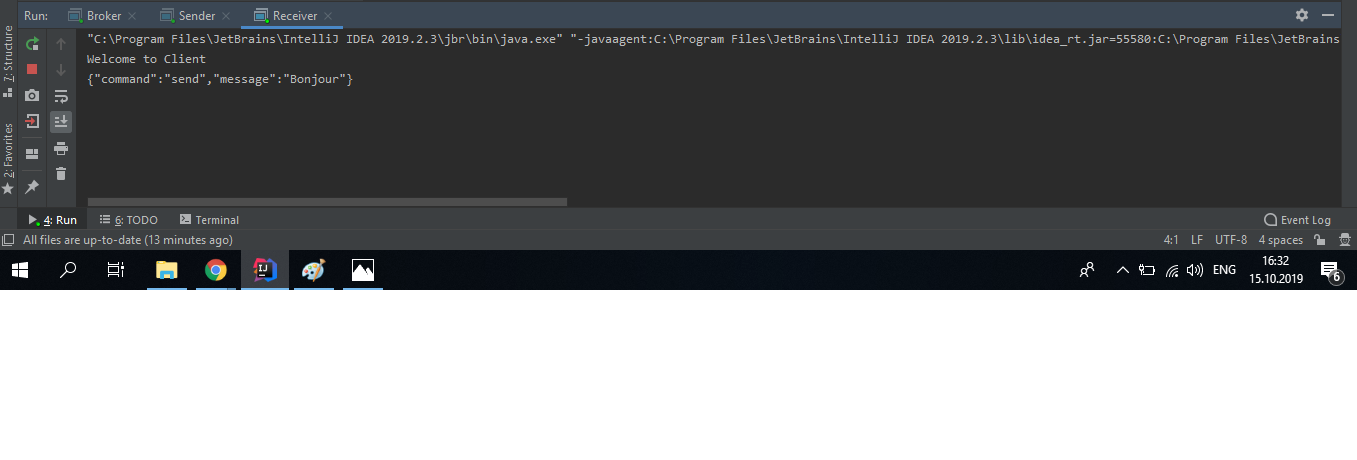 Run: Broker Sender Receiver
"C:\Program Files\JetBrains\IntelliJ IDEA 2019.2.3\jbr\bin\java.exe" "-javaagent:C:\Program Files\JetBrains\IntelliJ IDEA 2019.2.3\lib\idea_rt.jar=55580:C:\Program Files\JetBrains
Welcome to Client
{"command":"send","message":"Bonjour"}
7: Structure
2: Favorites
4: Run 6: TODO Terminal Event Log
All files are up-to-date (13 minutes ago) 4:1 LF UTF-8 4 spaces
IJ
ENG
16:32
15.10.2019
6